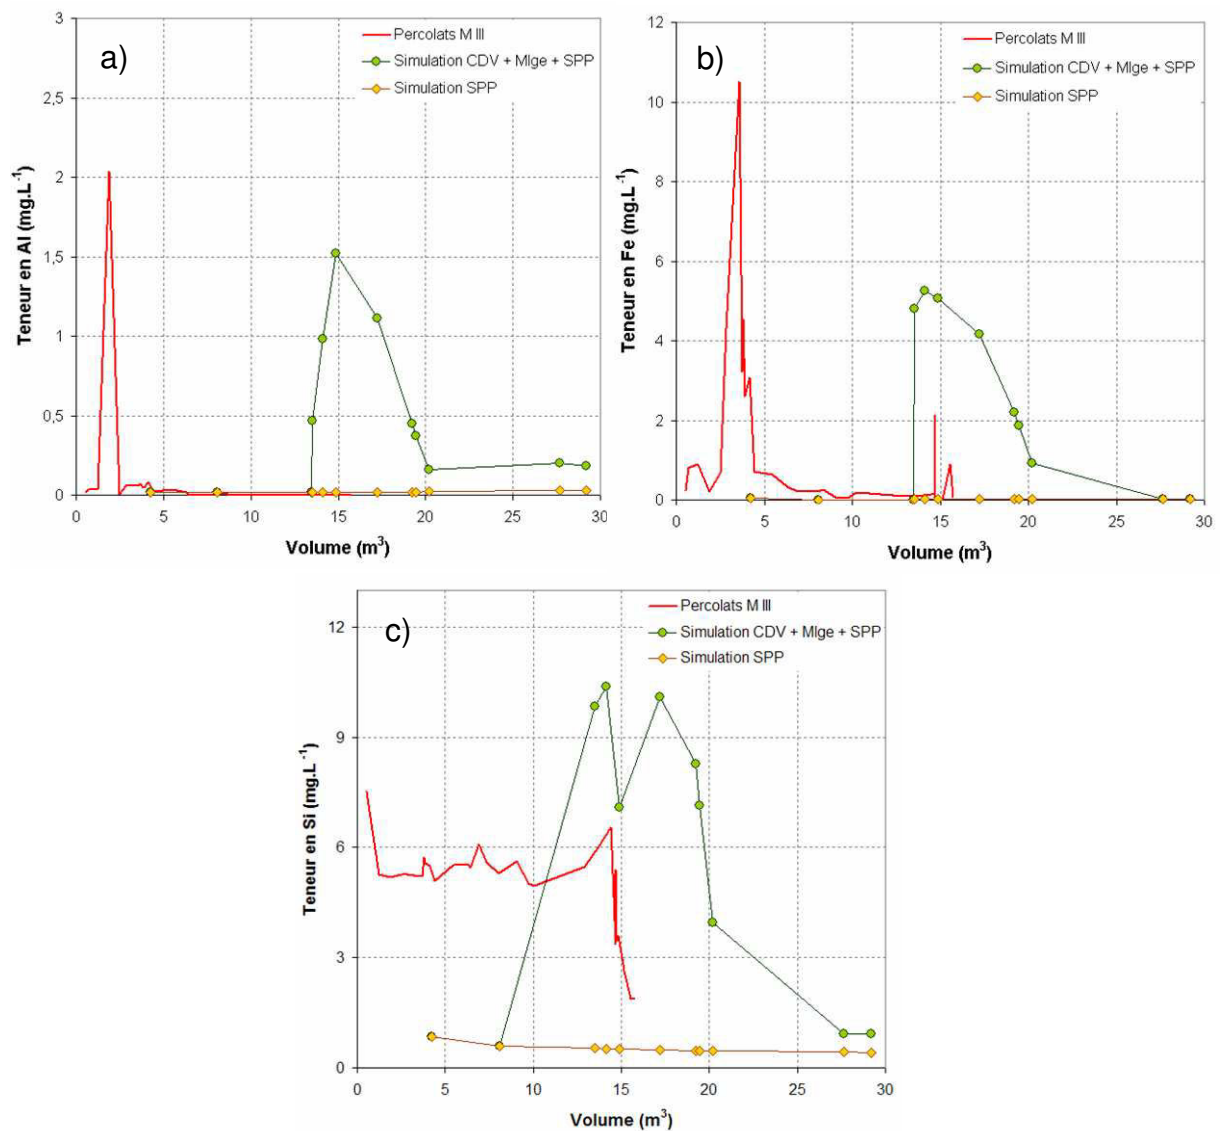 a)
Percolats M III
Simulation CDV + Mlge + SPP
Simulation SPP
Teneur en Al (mg.L⁻¹)
3
2,5
2
1,5
1
0,5
0
0 5 10 15 20 25 30
Volume (m³)
b)
Percolats M III
Simulation CDV + Mlge + SPP
Simulation SPP
Teneur en Fe (mg.L⁻¹)
12
10
8
6
4
2
0
0 5 10 15 20 25 30
Volume (m³)
c)
Percolats M III
Simulation CDV + Mlge + SPP
Simulation SPP
Teneur en Si (mg.L⁻¹)
12
9
6
3
0
0 5 10 15 20 25 30
Volume (m³)